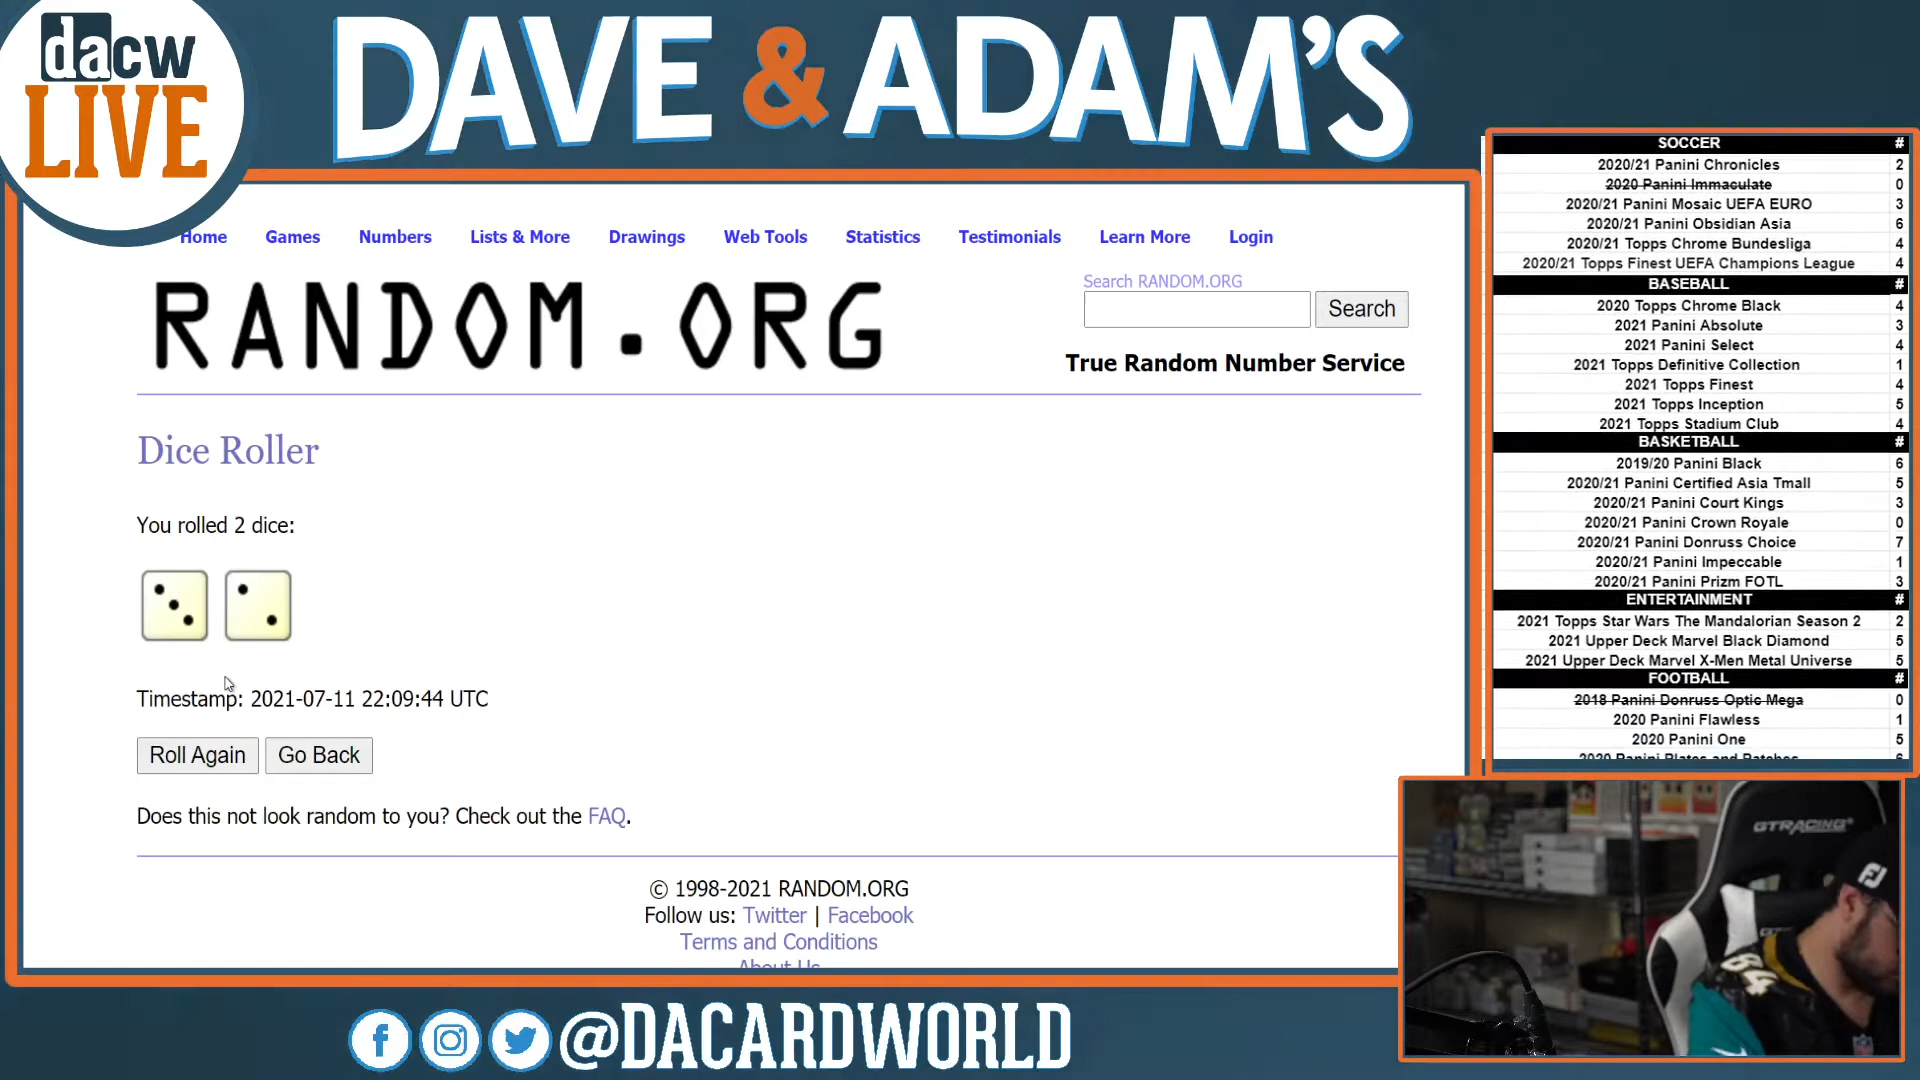 dacw
LIVE
DAVE & ADAM'S
Home Games Numbers Lists & More Drawings Web Tools Statistics Testimonials Learn More Login
RANDOM.ORG
Search RANDOM.ORG
Search
True Random Number Service
Dice Roller
You rolled 2 dice:
Timestamp: 2021-07-11 22:09:44 UTC
Roll Again Go Back
Does this not look random to you? Check out the FAQ.
© 1998-2021 RANDOM.ORG
Follow us: Twitter | Facebook
Terms and Conditions
About Us
SOCCER #
2020/21 Panini Chronicles 2
2020 Panini Immaculate 0
2020/21 Panini Mosaic UEFA EURO 3
2020/21 Panini Obsidian Asia 6
2020/21 Topps Chrome Bundesliga 4
2020/21 Topps Finest UEFA Champions League 4
BASEBALL #
2020 Topps Chrome Black 4
2021 Panini Absolute 3
2021 Panini Select 4
2021 Topps Definitive Collection 1
2021 Topps Finest 4
2021 Topps Inception 5
2021 Topps Stadium Club 4
BASKETBALL #
2019/20 Panini Black 6
2020/21 Panini Certified Asia Tmall 5
2020/21 Panini Court Kings 3
2020/21 Panini Crown Royale 0
2020/21 Panini Donruss Choice 7
2020/21 Panini Impeccable 1
2020/21 Panini Prizm FOTL 3
ENTERTAINMENT #
2021 Topps Star Wars The Mandalorian Season 2 2
2021 Upper Deck Marvel Black Diamond 5
2021 Upper Deck Marvel X-Men Metal Universe 5
FOOTBALL #
2018 Panini Donruss Optic Mega 0
2020 Panini Flawless 1
2020 Panini One 5
2020 Panini Plates and Patches 6
GTRACING
FJ
84
@DACARDWORLD